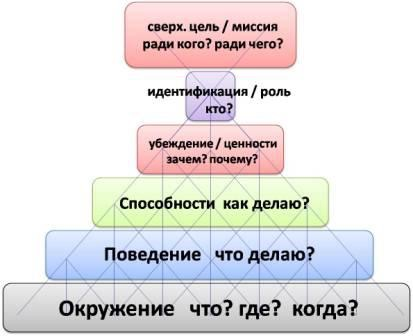 сверх. цель / миссия
ради кого? ради чего?
идентификация / роль
кто?
убеждение / ценности
зачем? почему?
Способности как делаю?
Поведение что делаю?
Окружение что? где? когда?